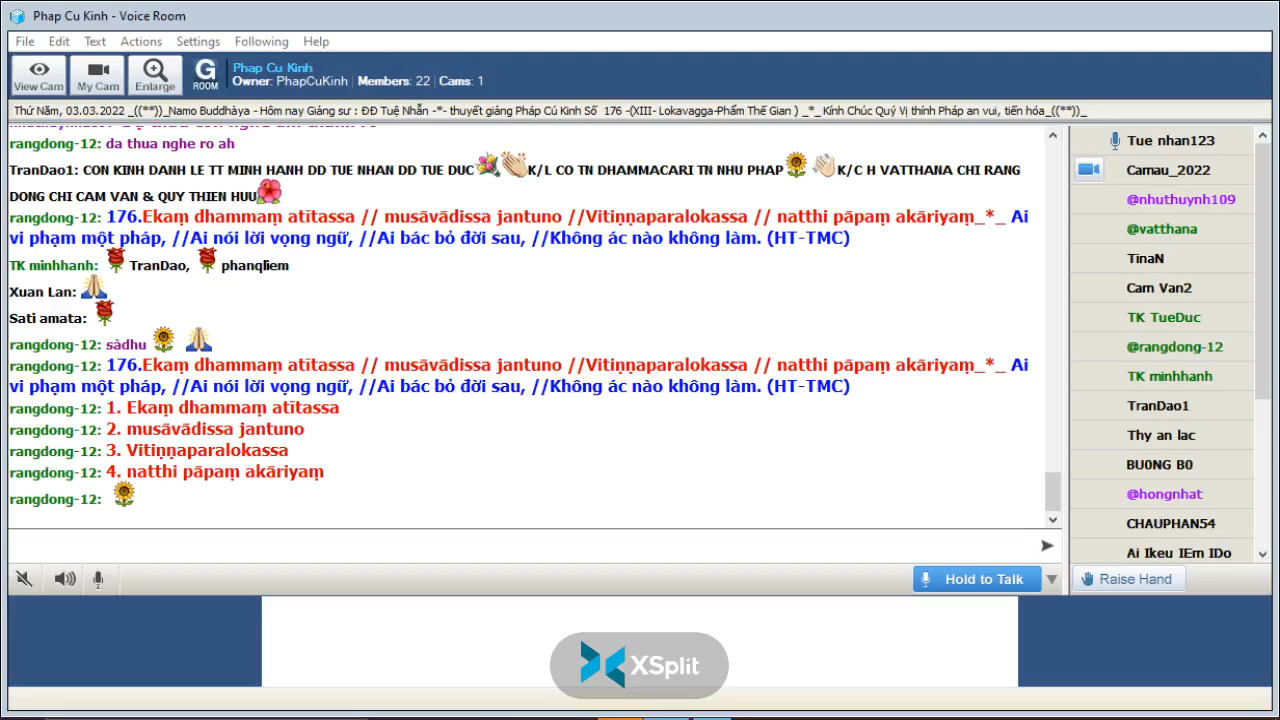 Phap Cu Kinh - Voice Room
File Edit Text Actions Settings Following Help
View Cam My Cam Enlarge G ROOM
Phap Cu Kinh
Owner: PhapCuKinh | Members: 22 | Cams: 1
Thứ Năm, 03.03.2022 _((**))_Namo Buddhàya - Hôm nay Giảng sư : ĐĐ Tuệ Nhẫn -*- thuyết giảng Pháp Cú Kinh Số 176 -(XIII- Lokavagga-Phẩm Thế Gian ) _*_ Kính Chúc Quý Vị thính Pháp an vui, tiến hóa_((**))_
rangdong-12: da thua nghe ro ah
TranDao1: CON KINH DANH LE TT MINH HANH DD TUE NHAN DD TUE DUC K/L CO TN DHAMMACARI TN NHU PHAP K/C H VATTHANA CHI RANG
DONG CHI CAM VAN & QUY THIEN HUU
rangdong-12: 176.Ekaṃ dhammaṃ atītassa // musāvādissa jantuno //Vitiṇṇaparalokassa // natthi pāpaṃ akāriyaṃ_*_ Ai
vi phạm một pháp, //Ai nói lời vọng ngữ, //Ai bác bỏ đời sau, //Không ác nào không làm. (HT-TMC)
TK minhhanh: TranDao, phanqliem
Xuan Lan:
Sati amata:
rangdong-12: sàdhu
rangdong-12: 176.Ekaṃ dhammaṃ atītassa // musāvādissa jantuno //Vitiṇṇaparalokassa // natthi pāpaṃ akāriyaṃ_*_ Ai
vi phạm một pháp, //Ai nói lời vọng ngữ, //Ai bác bỏ đời sau, //Không ác nào không làm. (HT-TMC)
rangdong-12: 1. Ekaṃ dhammaṃ atītassa
rangdong-12: 2. musāvādissa jantuno
rangdong-12: 3. Vitiṇṇaparalokassa
rangdong-12: 4. natthi pāpaṃ akāriyaṃ
rangdong-12:
Tue nhan123
Camau_2022
@nhuthuynh109
@vatthana
TinaN
Cam Van2
TK TueDuc
@rangdong-12
TK minhhanh
TranDao1
Thy an lac
BU0NG B0
@hongnhat
CHAUPHAN54
Ai Ikeu IEm IDo
Hold to Talk
Raise Hand
XSplit